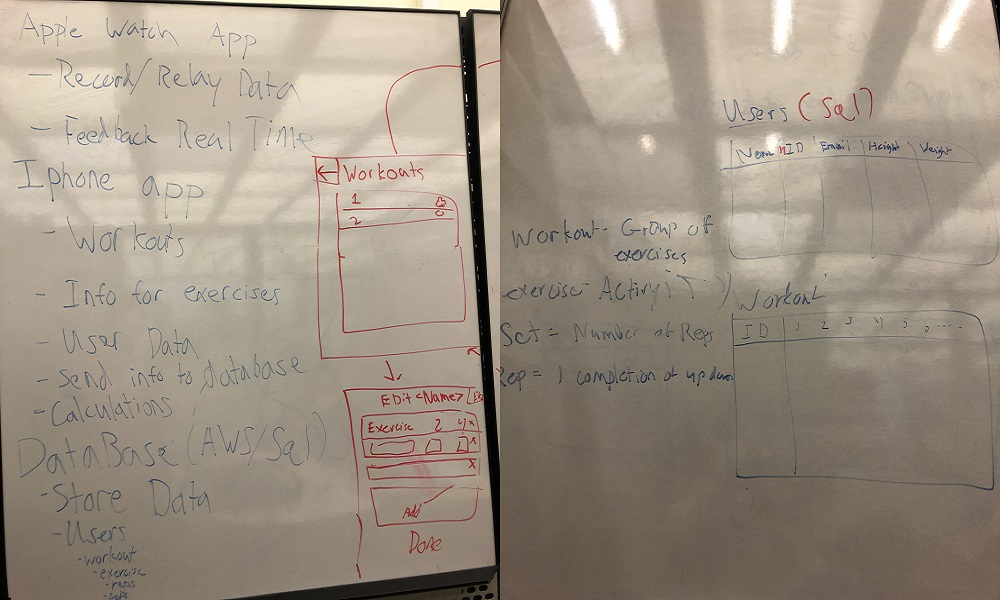 Apple Watch App
- Record/Relay Data
- Feedback Real Time
Iphone app
- Workouts
- Info for exercises
- User Data
- Send info to database
- Calculations
DataBase (AWS/Sql)
- Store Data
- Users
- workout
- exercise
- reps
- sets
← Workouts
1
2
Edit <Name>
Exercise 2 4 x
x
x
Add
Done
Users (Sql)
Name ID Email Height Weight
Workout - Group of
exercises
exercise - Activi
Set = Number of Reps
Rep = 1 completion of up down
Workout
ID 1 2 3 4 5 6 ....